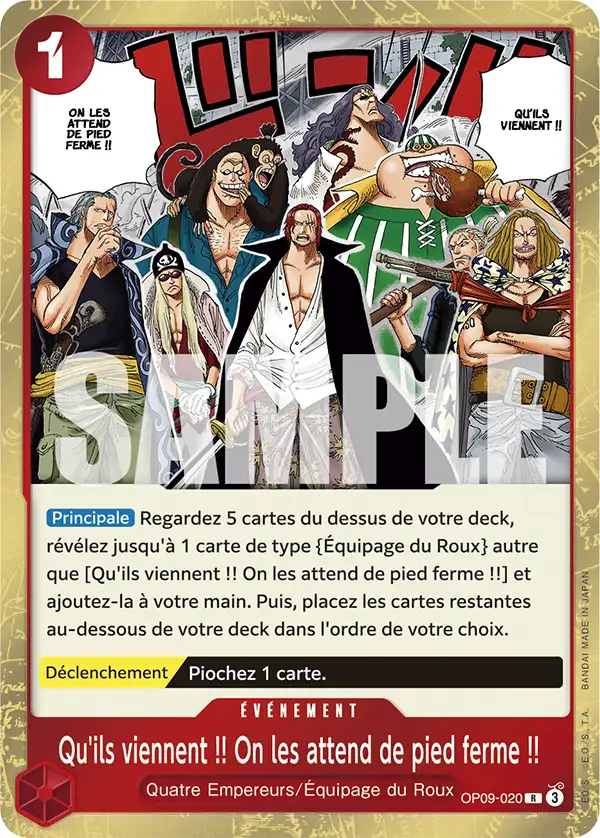 1
ON LES
ATTEND
DE PIED
FERME !!
QU'ILS
VIENNENT !!
SAMPLE
Principale Regardez 5 cartes du dessus de votre deck,
révélez jusqu'à 1 carte de type {Équipage du Roux} autre
que [Qu'ils viennent !! On les attend de pied ferme !!] et
ajoutez-la à votre main. Puis, placez les cartes restantes
au-dessous de votre deck dans l'ordre de votre choix.
Déclenchement Piochez 1 carte.
ÉVÉNEMENT
Qu'ils viennent !! On les attend de pied ferme !!
Quatre Empereurs/Équipage du Roux OP09-020 R 3
BANDAI MADE IN JAPAN